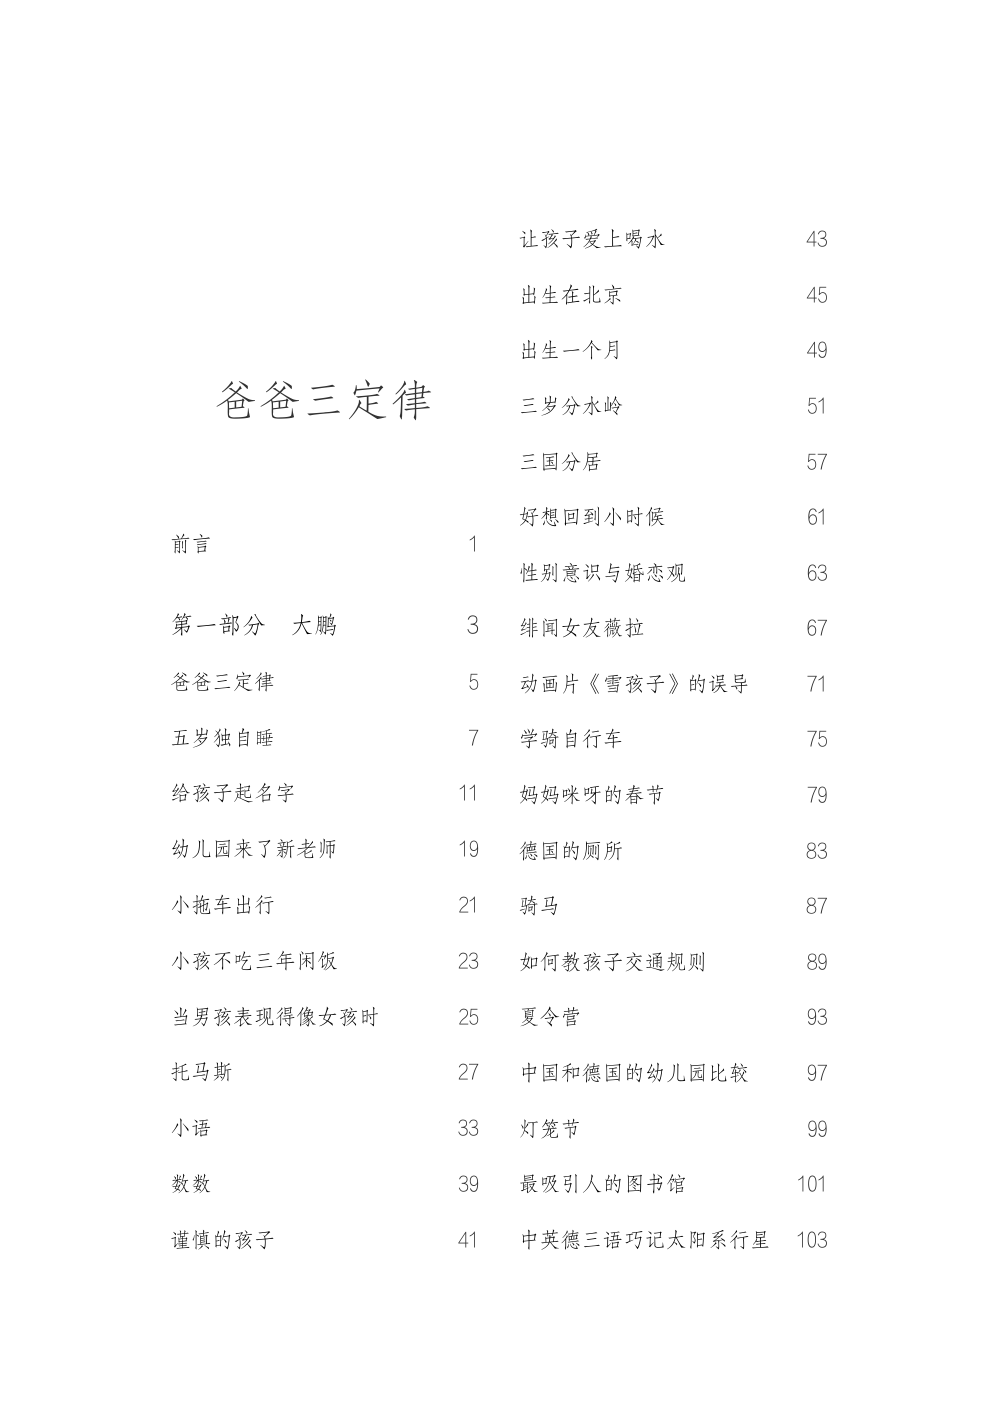 爸爸三定律
前言 1
第一部分 大鹏 3
爸爸三定律 5
五岁独自睡 7
给孩子起名字 11
幼儿园来了新老师 19
小拖车出行 21
小孩不吃三年闲饭 23
当男孩表现得像女孩时 25
托马斯 27
小语 33
数数 39
谨慎的孩子 41
让孩子爱上喝水 43
出生在北京 45
出生一个月 49
三岁分水岭 51
三国分居 57
好想回到小时候 61
性别意识与婚恋观 63
绯闻女友薇拉 67
动画片《雪孩子》的误导 71
学骑自行车 75
妈妈咪呀的春节 79
德国的厕所 83
骑马 87
如何教孩子交通规则 89
夏令营 93
中国和德国的幼儿园比较 97
灯笼节 99
最吸引人的图书馆 101
中英德三语巧记太阳系行星 103